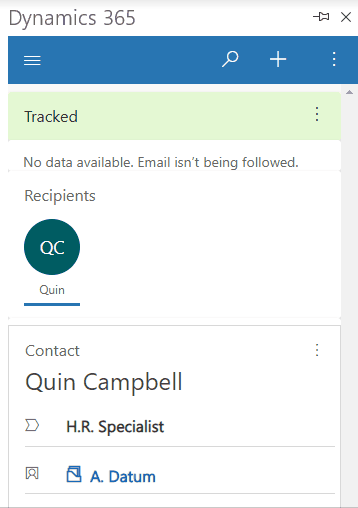 Dynamics 365
Tracked
No data available. Email isn't being followed.
Recipients
QC
Quin
Contact
Quin Campbell
H.R. Specialist
A. Datum